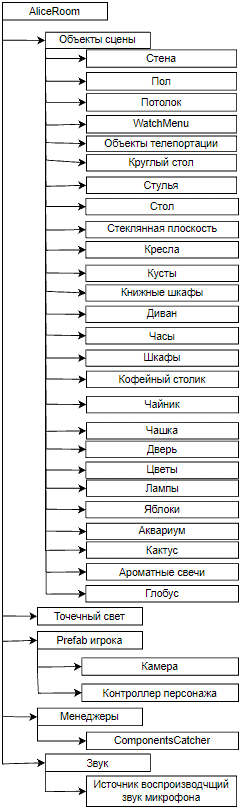 AliceRoom
Объекты сцены
Стена
Пол
Потолок
WatchMenu
Объекты телепортации
Круглый стол
Стулья
Стол
Стеклянная плоскость
Кресла
Кусты
Книжные шкафы
Диван
Часы
Шкафы
Кофейный столик
Чайник
Чашка
Дверь
Цветы
Лампы
Яблоки
Аквариум
Кактус
Ароматные свечи
Глобус
Точечный свет
Prefab игрока
Камера
Контроллер персонажа
Менеджеры
ComponentsCatcher
Звук
Источник воспроизводчщий
звук микрофона